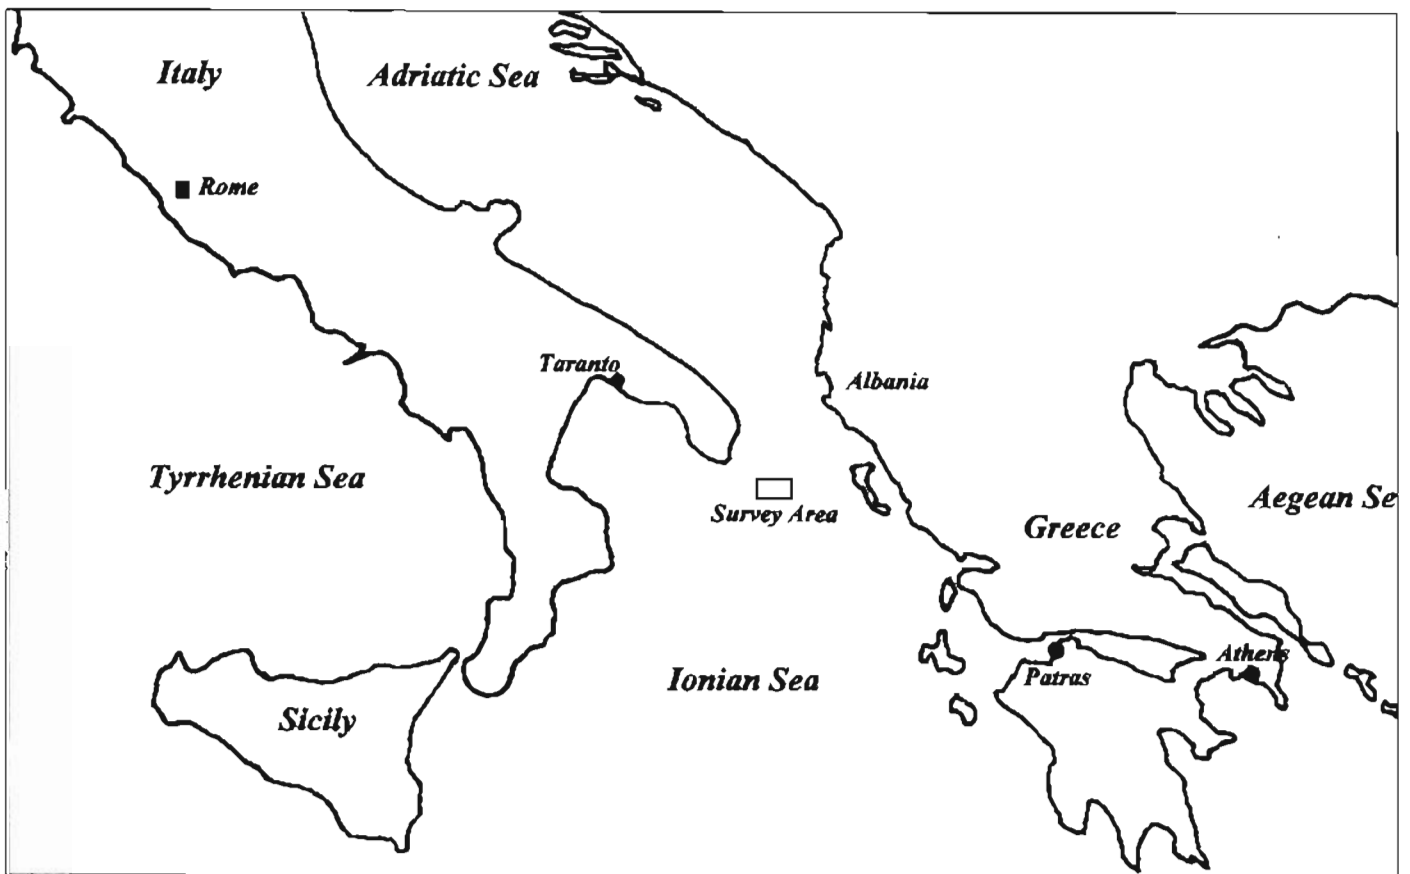 Italy
Adriatic Sea
Rome
Taranto
Albania
Tyrrhenian Sea
Survey Area
Aegean Se
Greece
Ionian Sea
Patras
Athens
Sicily